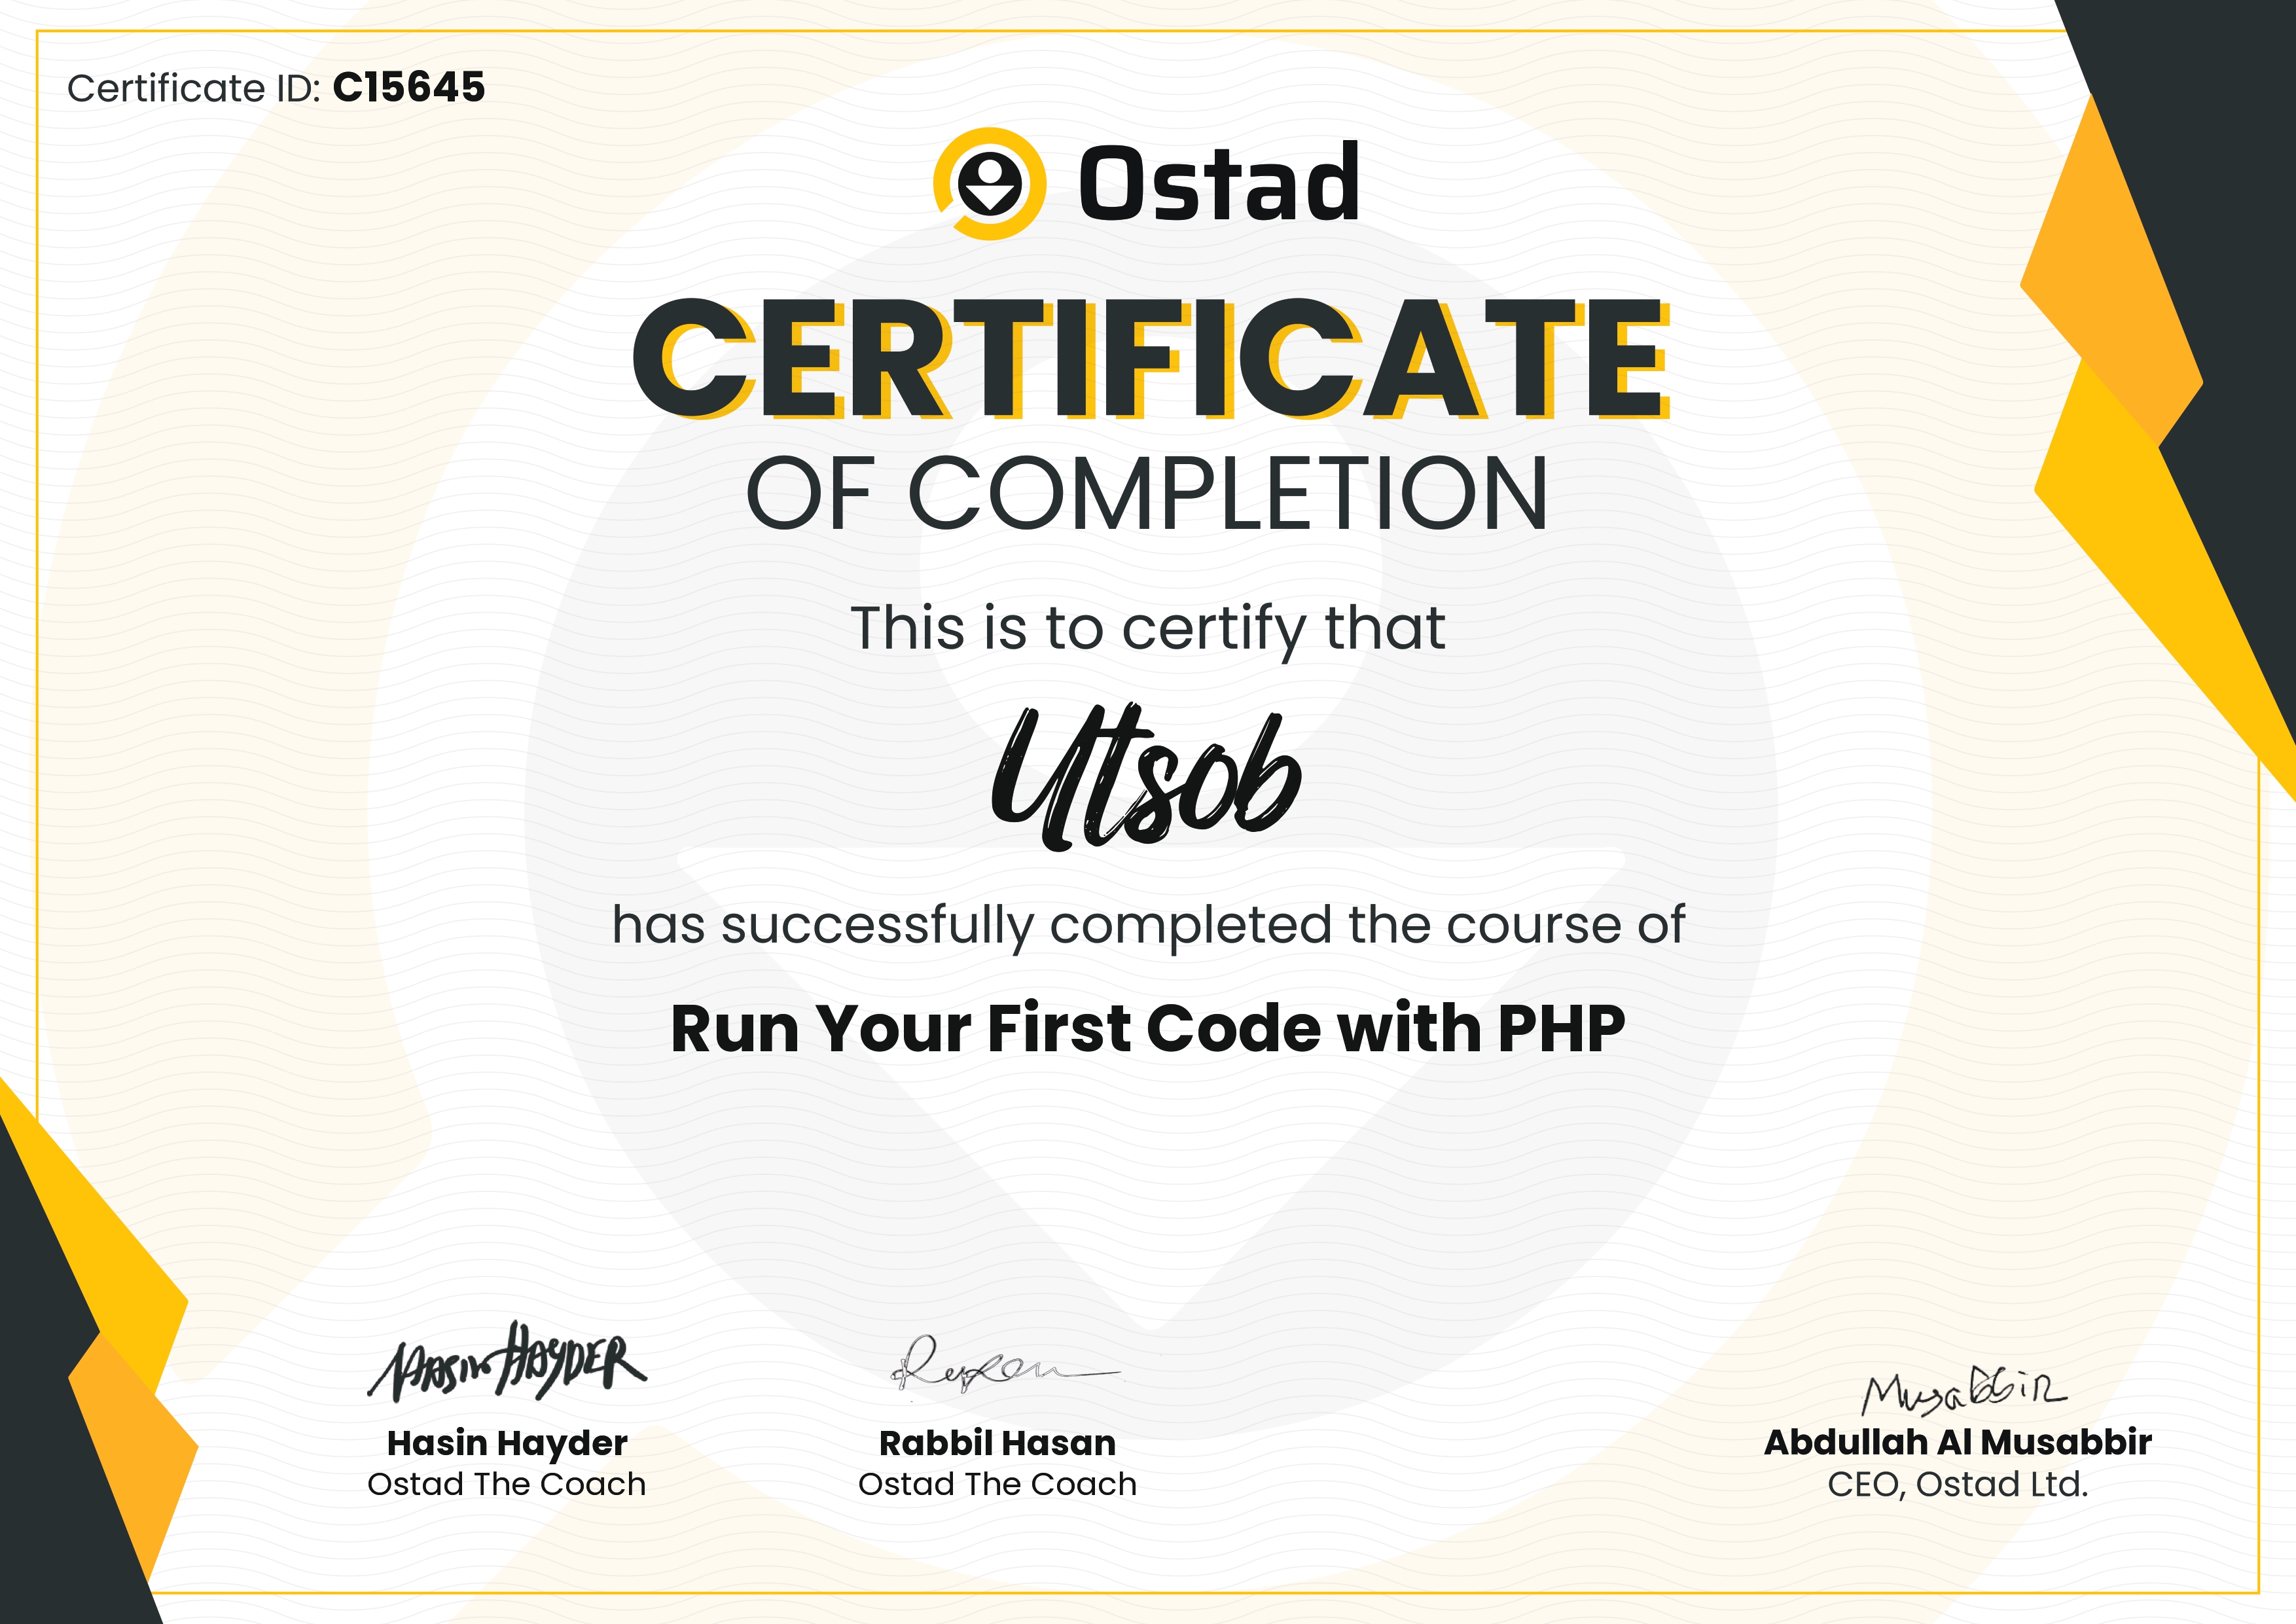 Certificate ID: C15645
Ostad
CERTIFICATE
OF COMPLETION
This is to certify that
Utsob
has successfully completed the course of
Run Your First Code with PHP
HASIN HAYDER
Musabbir
Hasin Hayder
Ostad The Coach
Rabbil Hasan
Ostad The Coach
Abdullah Al Musabbir
CEO, Ostad Ltd.